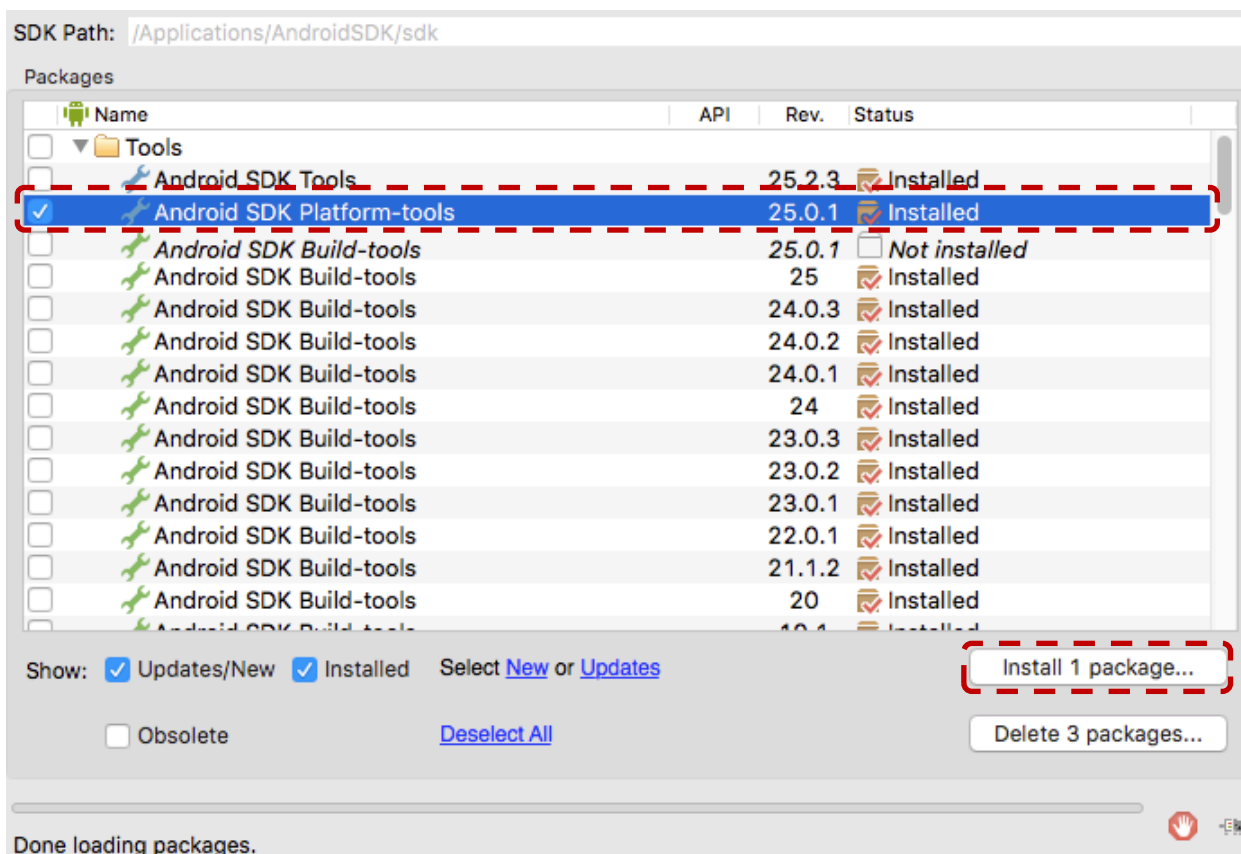 SDK Path: /Applications/AndroidSDK/sdk
Packages
Name API Rev. Status
Tools
Android SDK Tools 25.2.3 Installed
Android SDK Platform-tools 25.0.1 Installed
Android SDK Build-tools 25.0.1 Not installed
Android SDK Build-tools 25 Installed
Android SDK Build-tools 24.0.3 Installed
Android SDK Build-tools 24.0.2 Installed
Android SDK Build-tools 24.0.1 Installed
Android SDK Build-tools 24 Installed
Android SDK Build-tools 23.0.3 Installed
Android SDK Build-tools 23.0.2 Installed
Android SDK Build-tools 23.0.1 Installed
Android SDK Build-tools 22.0.1 Installed
Android SDK Build-tools 21.1.2 Installed
Android SDK Build-tools 20 Installed
Android SDK Build-tools Installed
Show: Updates/New Installed Select New or Updates Install 1 package...
Obsolete Deselect All Delete 3 packages...
Done loading packages.